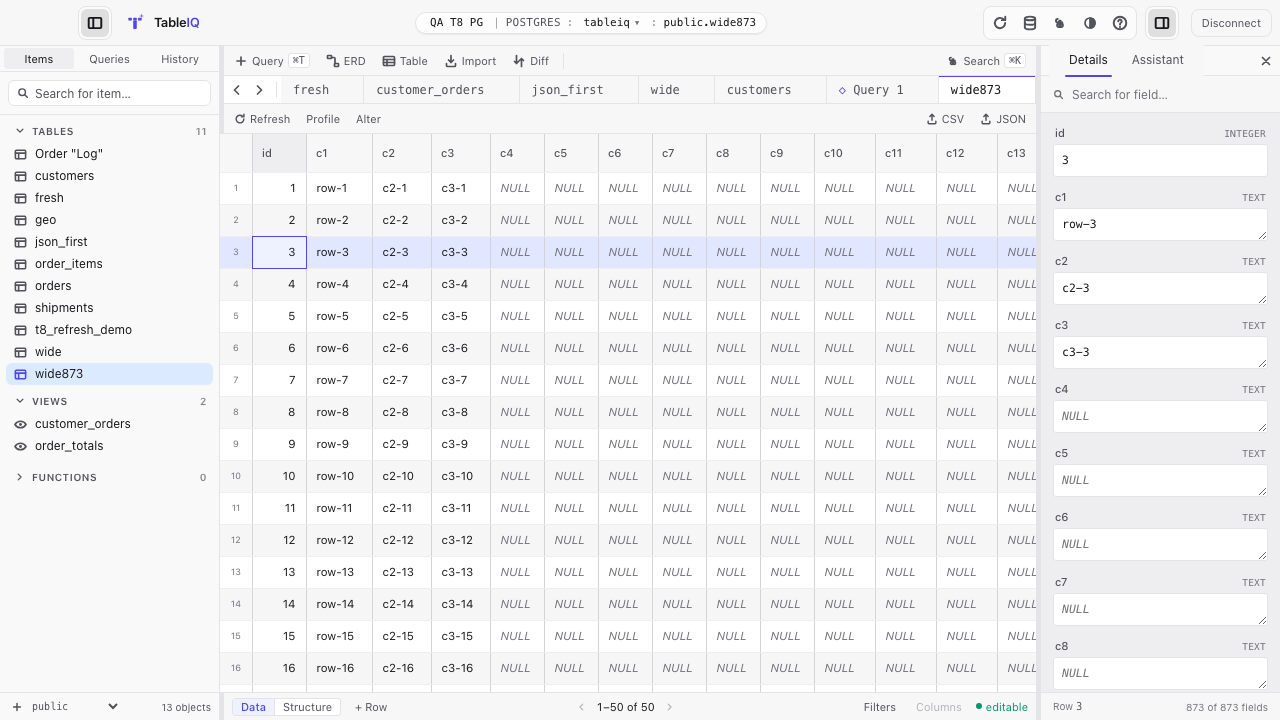 TableIQ
QA T8 PG | POSTGRES : tableiq ▾ : public.wide873
Disconnect
Items Queries History
Search for item…
TABLES 11
Order "Log"
customers
fresh
geo
json_first
order_items
orders
shipments
t8_refresh_demo
wide
wide873
VIEWS 2
customer_orders
order_totals
FUNCTIONS 0
+ public 13 objects
+ Query ⌘T ERD Table Import Diff Search ⌘K
fresh customer_orders json_first wide customers ◇ Query 1 wide873
Refresh Profile Alter CSV JSON
id c1 c2 c3 c4 c5 c6 c7 c8 c9 c10 c11 c12 c13
1 1 row-1 c2-1 c3-1 NULL NULL NULL NULL NULL NULL NULL NULL NULL NULL
2 2 row-2 c2-2 c3-2 NULL NULL NULL NULL NULL NULL NULL NULL NULL NULL
3 3 row-3 c2-3 c3-3 NULL NULL NULL NULL NULL NULL NULL NULL NULL NULL
4 4 row-4 c2-4 c3-4 NULL NULL NULL NULL NULL NULL NULL NULL NULL NULL
5 5 row-5 c2-5 c3-5 NULL NULL NULL NULL NULL NULL NULL NULL NULL NULL
6 6 row-6 c2-6 c3-6 NULL NULL NULL NULL NULL NULL NULL NULL NULL NULL
7 7 row-7 c2-7 c3-7 NULL NULL NULL NULL NULL NULL NULL NULL NULL NULL
8 8 row-8 c2-8 c3-8 NULL NULL NULL NULL NULL NULL NULL NULL NULL NULL
9 9 row-9 c2-9 c3-9 NULL NULL NULL NULL NULL NULL NULL NULL NULL NULL
10 10 row-10 c2-10 c3-10 NULL NULL NULL NULL NULL NULL NULL NULL NULL NULL
11 11 row-11 c2-11 c3-11 NULL NULL NULL NULL NULL NULL NULL NULL NULL NULL
12 12 row-12 c2-12 c3-12 NULL NULL NULL NULL NULL NULL NULL NULL NULL NULL
13 13 row-13 c2-13 c3-13 NULL NULL NULL NULL NULL NULL NULL NULL NULL NULL
14 14 row-14 c2-14 c3-14 NULL NULL NULL NULL NULL NULL NULL NULL NULL NULL
15 15 row-15 c2-15 c3-15 NULL NULL NULL NULL NULL NULL NULL NULL NULL NULL
16 16 row-16 c2-16 c3-16 NULL NULL NULL NULL NULL NULL NULL NULL NULL NULL
Data Structure + Row 1–50 of 50 Filters Columns editable
Details Assistant
Search for field…
id INTEGER
3
c1 TEXT
row-3
c2 TEXT
c2-3
c3 TEXT
c3-3
c4 TEXT
NULL
c5 TEXT
NULL
c6 TEXT
NULL
c7 TEXT
NULL
c8 TEXT
NULL
Row 3 873 of 873 fields